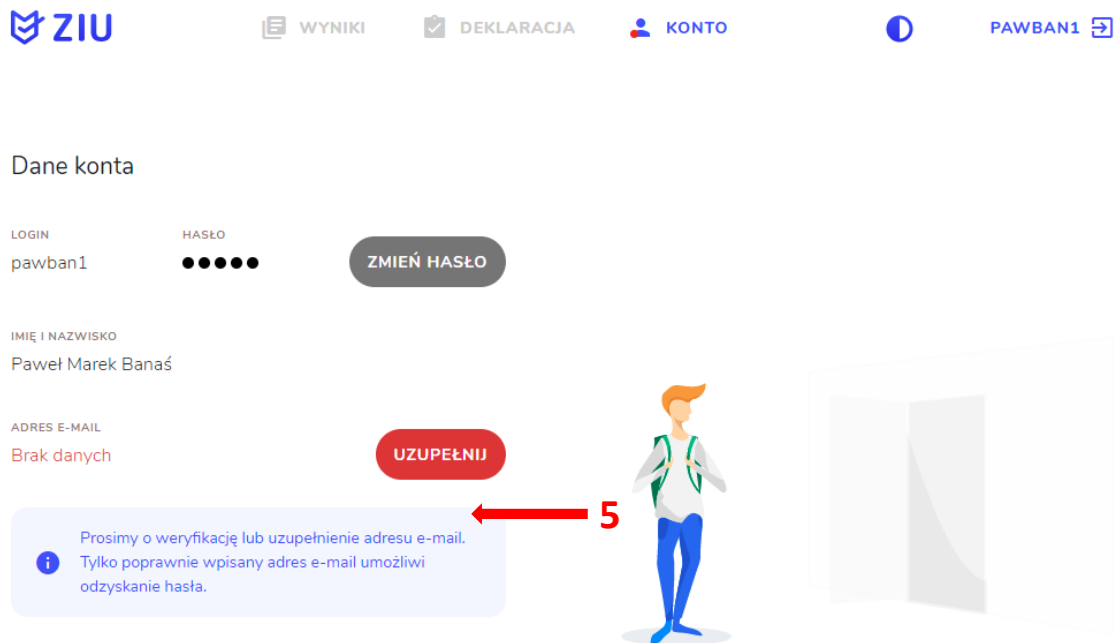 ZIU WYNIKI DEKLARACJA KONTO PAWBAN1
Dane konta
LOGIN HASŁO
pawban1 ●●●●● ZMIEŃ HASŁO
IMIĘ I NAZWISKO
Paweł Marek Banaś
ADRES E-MAIL
Brak danych UZUPEŁNIJ
5
Prosimy o weryfikację lub uzupełnienie adresu e-mail.
Tylko poprawnie wpisany adres e-mail umożliwi
odzyskanie hasła.